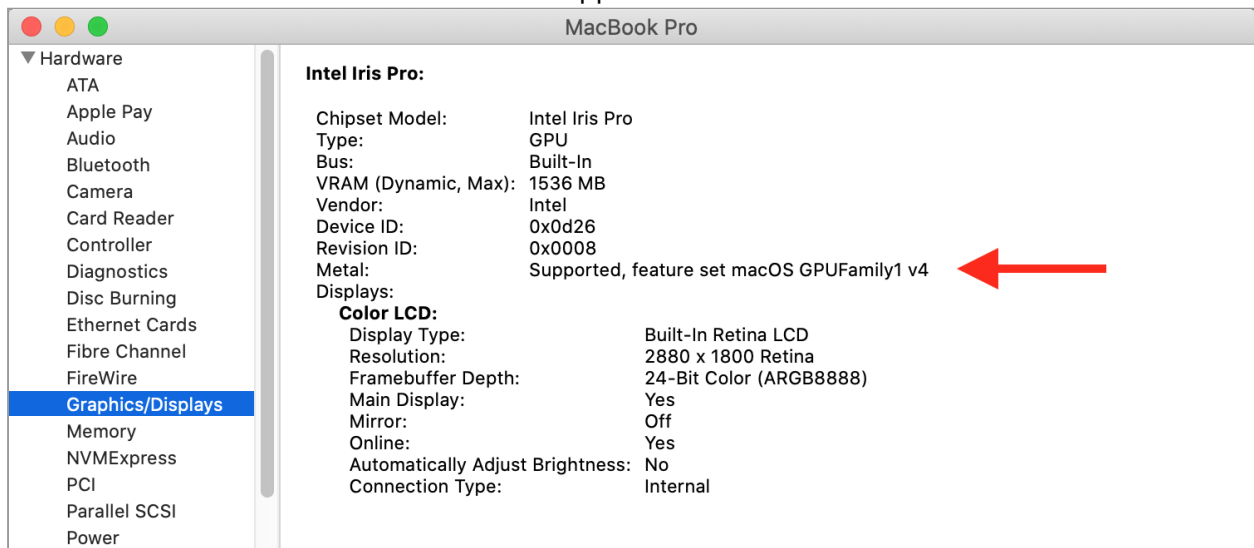 MacBook Pro
Hardware
ATA
Apple Pay
Audio
Bluetooth
Camera
Card Reader
Controller
Diagnostics
Disc Burning
Ethernet Cards
Fibre Channel
FireWire
Graphics/Displays
Memory
NVMExpress
PCI
Parallel SCSI
Power
Intel Iris Pro:
Chipset Model: Intel Iris Pro
Type: GPU
Bus: Built-In
VRAM (Dynamic, Max): 1536 MB
Vendor: Intel
Device ID: 0x0d26
Revision ID: 0x0008
Metal: Supported, feature set macOS GPUFamily1 v4
Displays:
Color LCD:
Display Type: Built-In Retina LCD
Resolution: 2880 x 1800 Retina
Framebuffer Depth: 24-Bit Color (ARGB8888)
Main Display: Yes
Mirror: Off
Online: Yes
Automatically Adjust Brightness: No
Connection Type: Internal